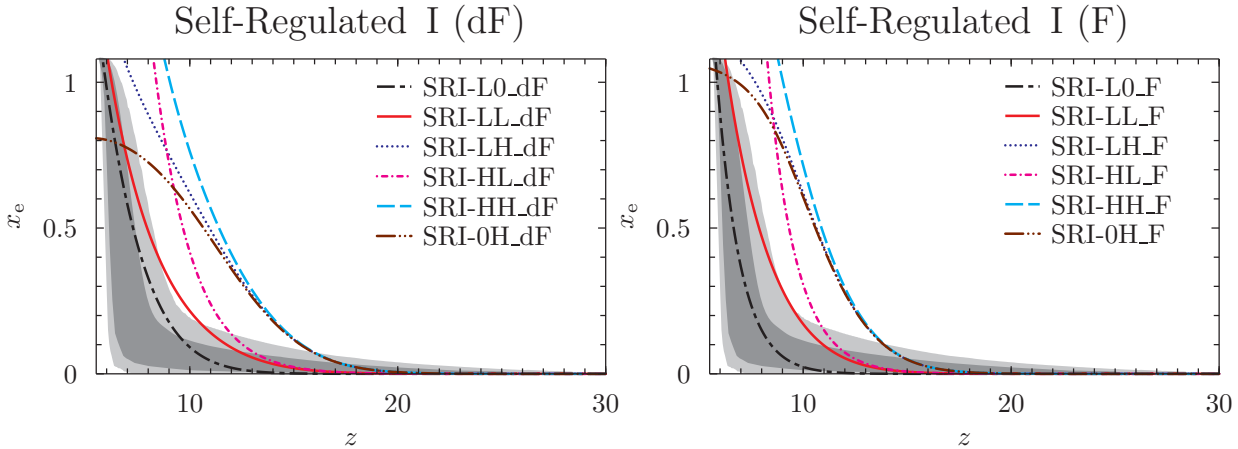 Self-Regulated I (dF)
1
0.5
0
x_e
10
20
30
z
SRI-L0_dF
SRI-LL_dF
SRI-LH_dF
SRI-HL_dF
SRI-HH_dF
SRI-0H_dF
Self-Regulated I (F)
1
0.5
0
x_e
10
20
30
z
SRI-L0_F
SRI-LL_F
SRI-LH_F
SRI-HL_F
SRI-HH_F
SRI-0H_F